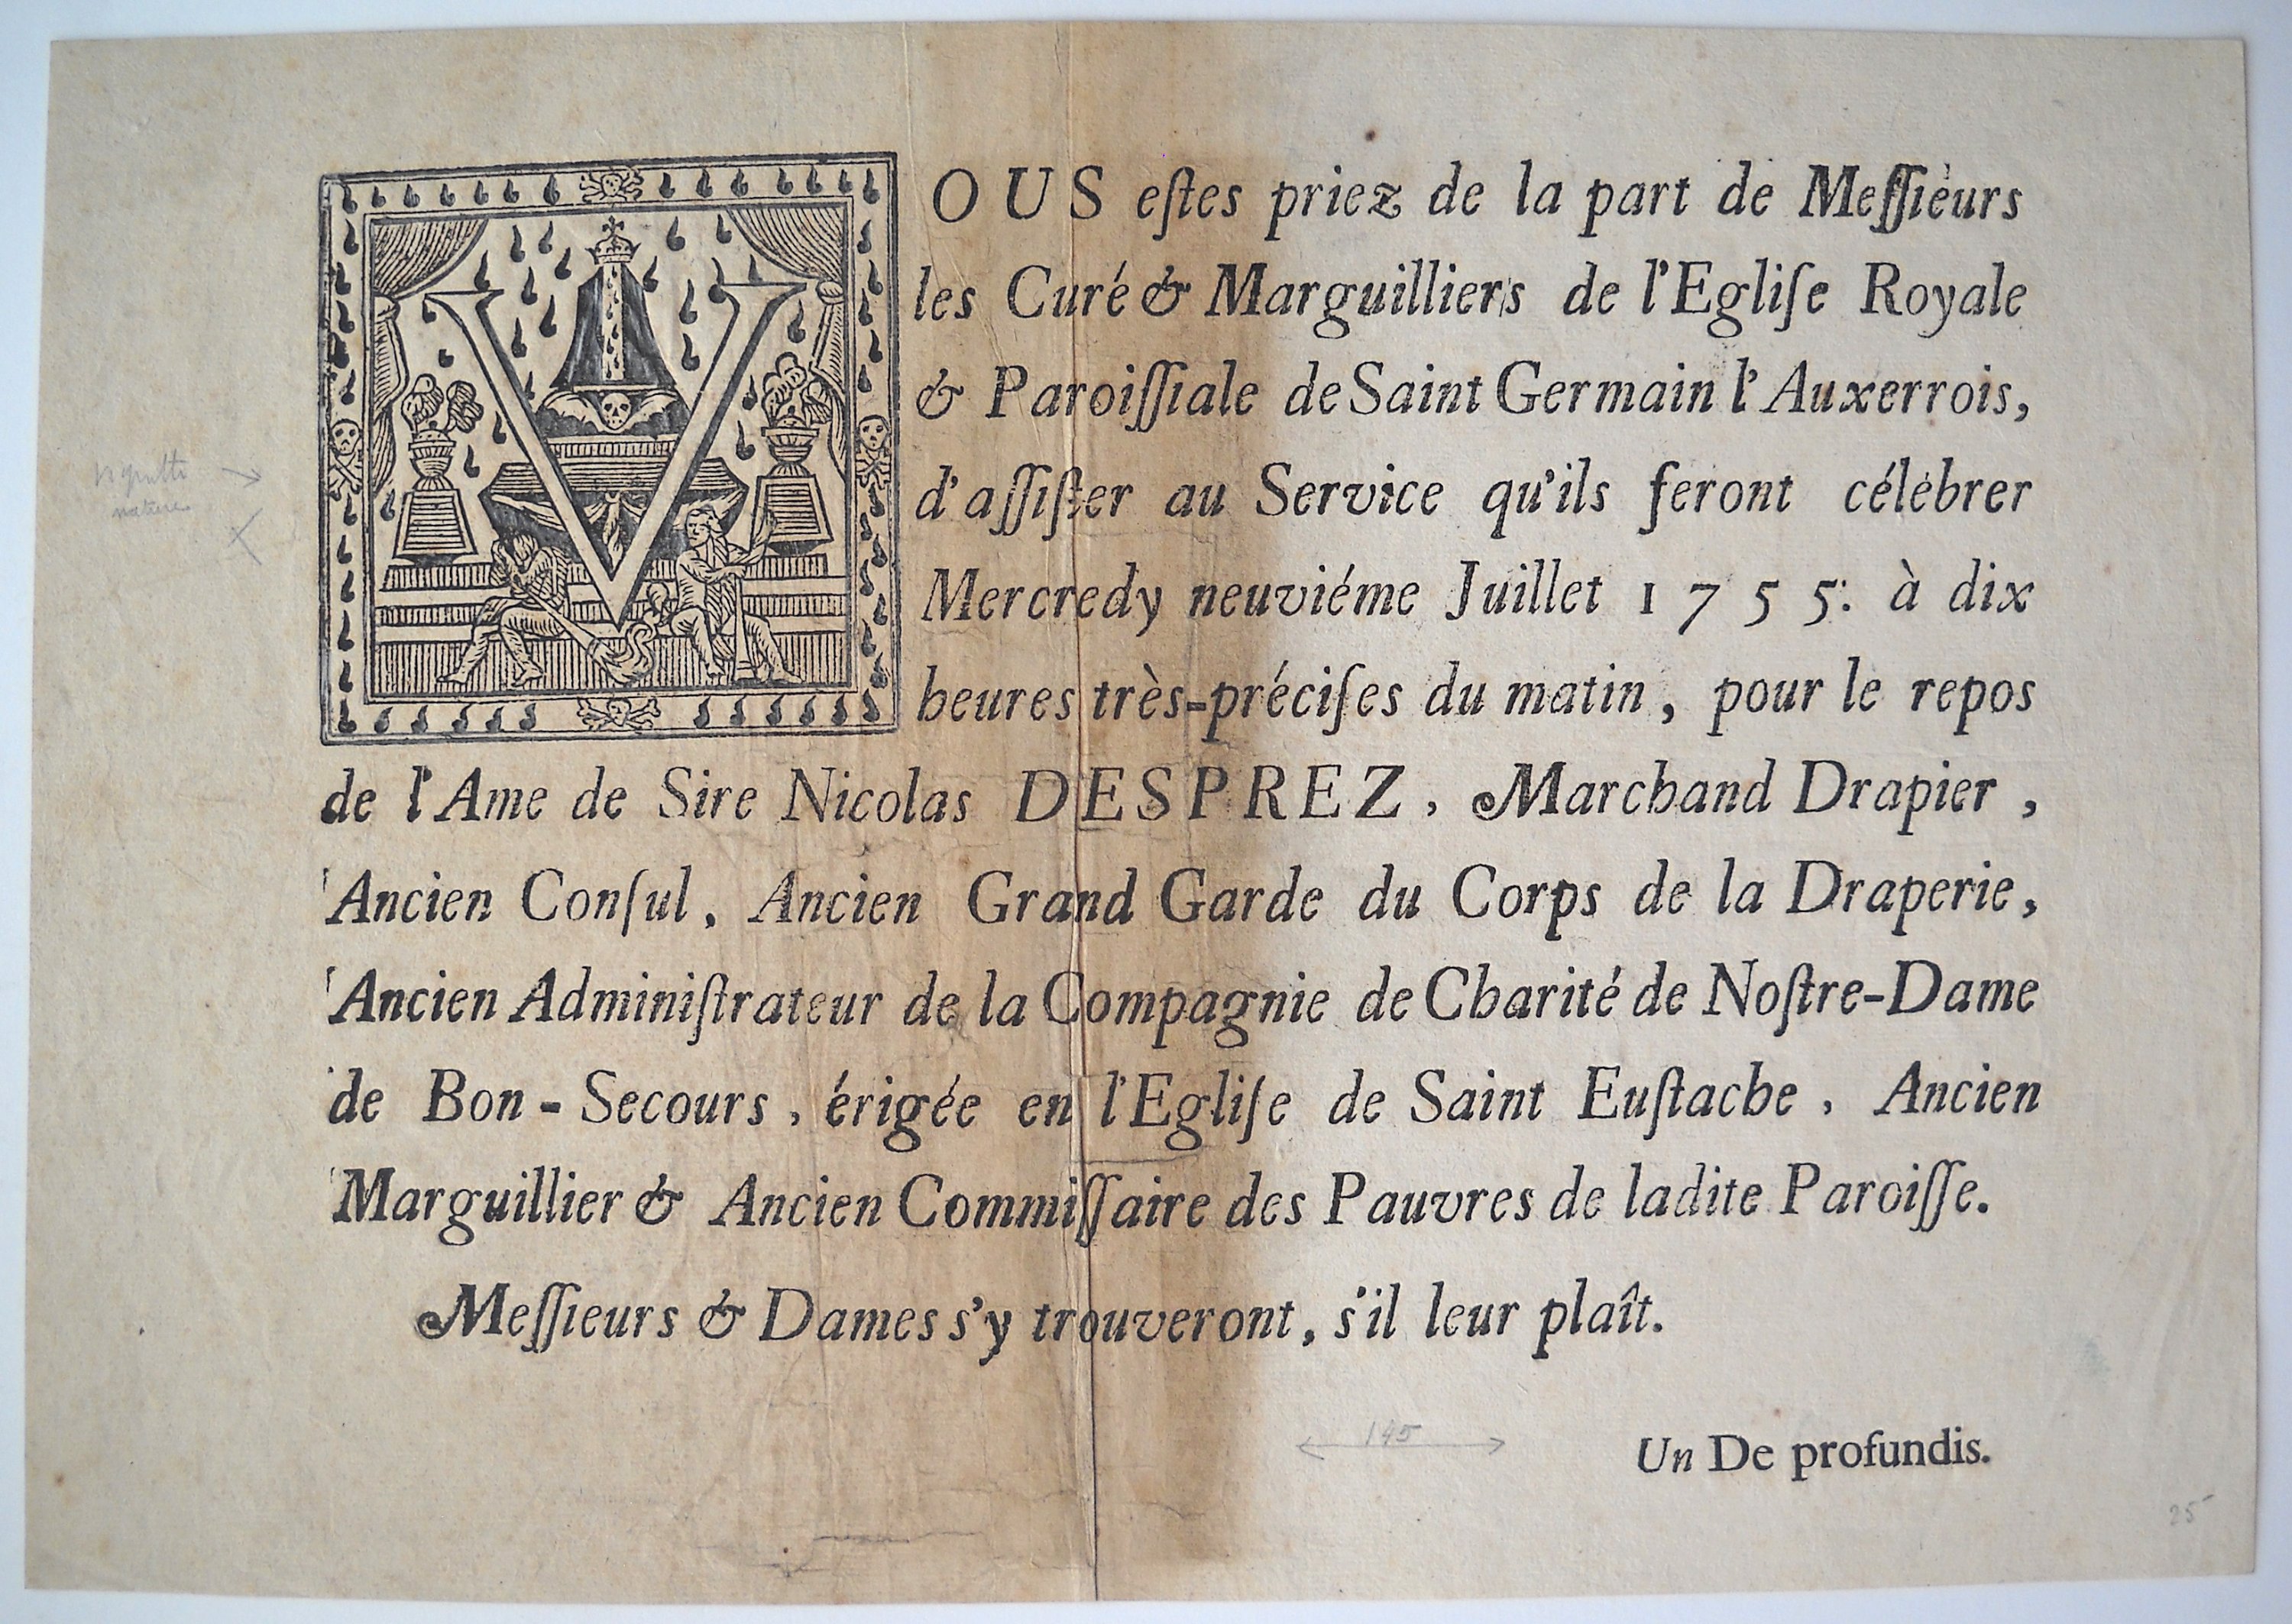 VOUS eſtes priez de la part de Meſſieurs
les Curé & Marguilliers de l'Egliſe Royale
& Paroiſſiale de Saint Germain l'Auxerrois,
d'aſſiſter au Service qu'ils feront célébrer
Mercredy neuviéme Juillet 1755. à dix
heures très-préciſes du matin, pour le repos
de l'Ame de Sire Nicolas DESPREZ, Marchand Drapier,
Ancien Conſul, Ancien Grand Garde du Corps de la Draperie,
Ancien Adminiſtrateur de la Compagnie de Charité de Noſtre-Dame
de Bon-Secours, érigée en l'Egliſe de Saint Euſtache, Ancien
Marguillier & Ancien Commiſſaire des Pauvres de ladite Paroiſſe.
Meſſieurs & Dames s'y trouveront, s'il leur plaît.
145
Un De profundis.
25